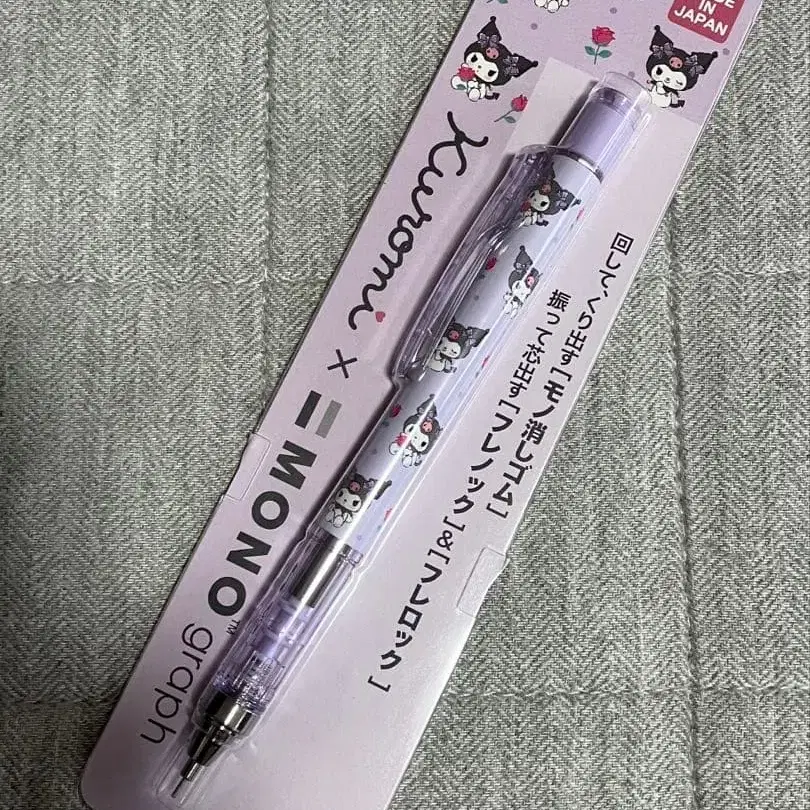 IN
JAPAN
Kuromi
×
MONO™
graph
回して、くり出す[モノ消しゴム]
振って芯出す[フレノック]&[フレロック]